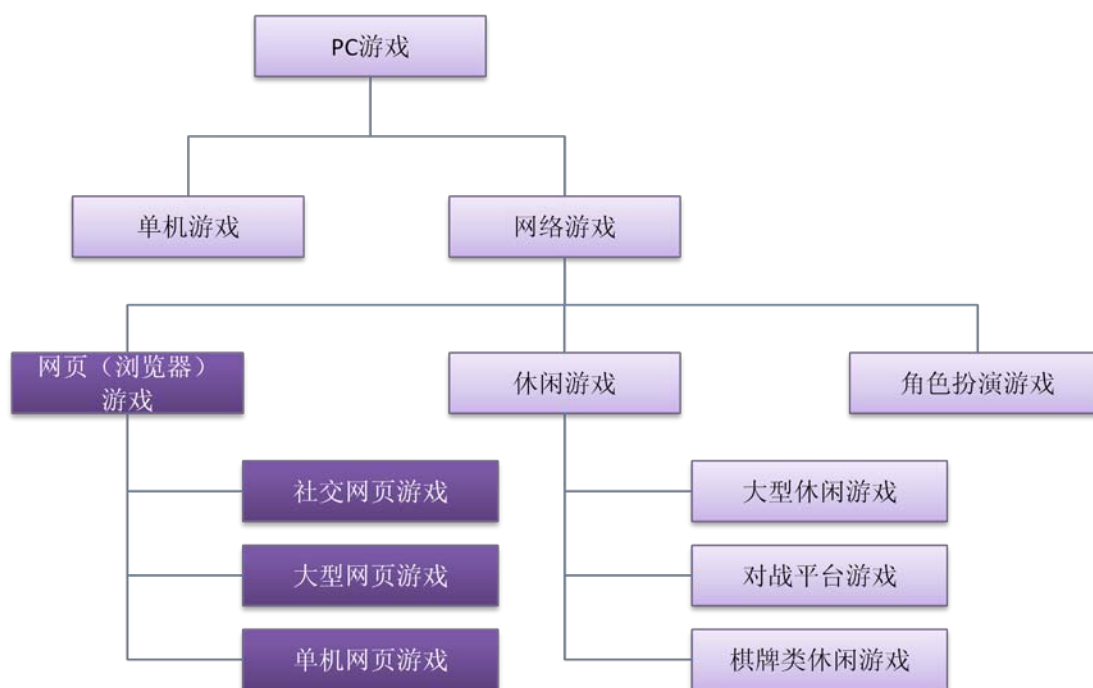 PC游戏
单机游戏
网络游戏
网页（浏览器）
游戏
休闲游戏
角色扮演游戏
社交网页游戏
大型休闲游戏
大型网页游戏
对战平台游戏
单机网页游戏
棋牌类休闲游戏